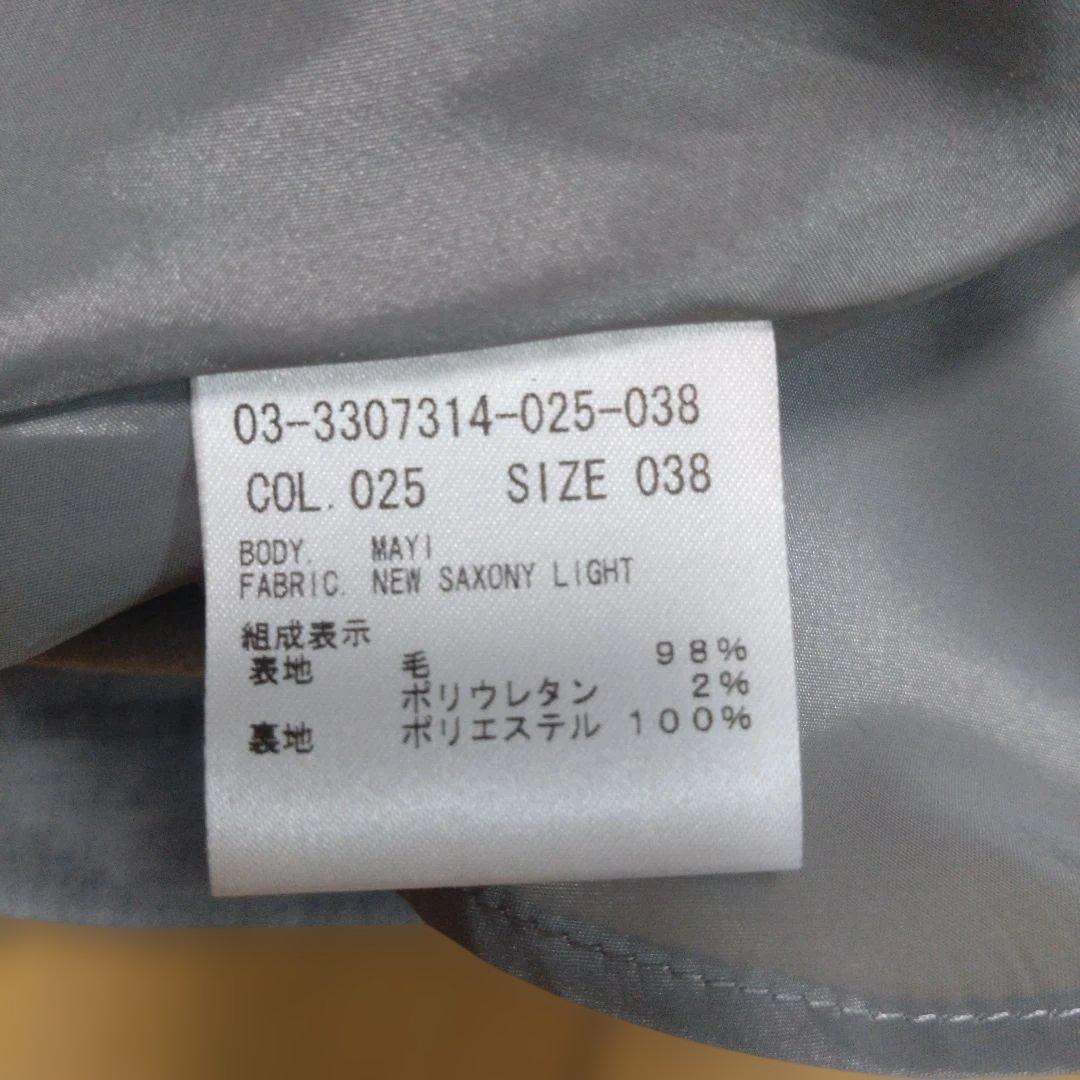 03-3307314-025-038
COL. 025 SIZE 038
BODY. MAYI
FABRIC. NEW SAXONY LIGHT
組成表示
表地 毛 98%
ポリウレタン 2%
裏地 ポリエステル 100%